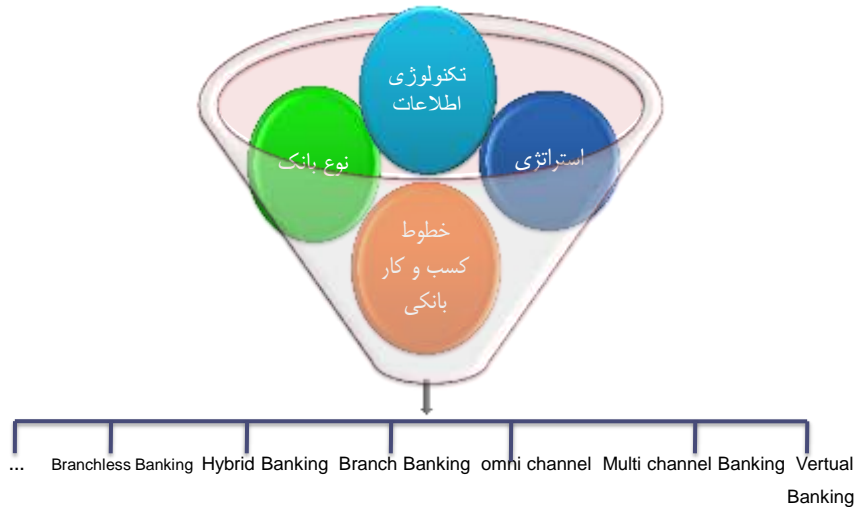 تکنولوژی
اطلاعات
نوع بانک
استراتژی
خطوط
کسب و کار
بانکی
... Branchless Banking Hybrid Banking Branch Banking omni channel Multi channel Banking Vertual
Banking